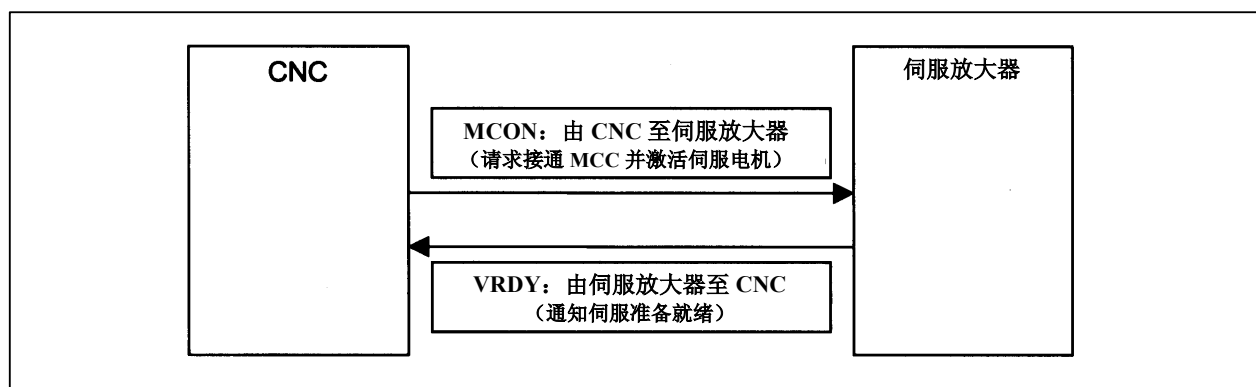 CNC
伺服放大器
MCON：由 CNC 至伺服放大器
（请求接通 MCC 并激活伺服电机）
VRDY：由伺服放大器至 CNC
（通知伺服准备就绪）